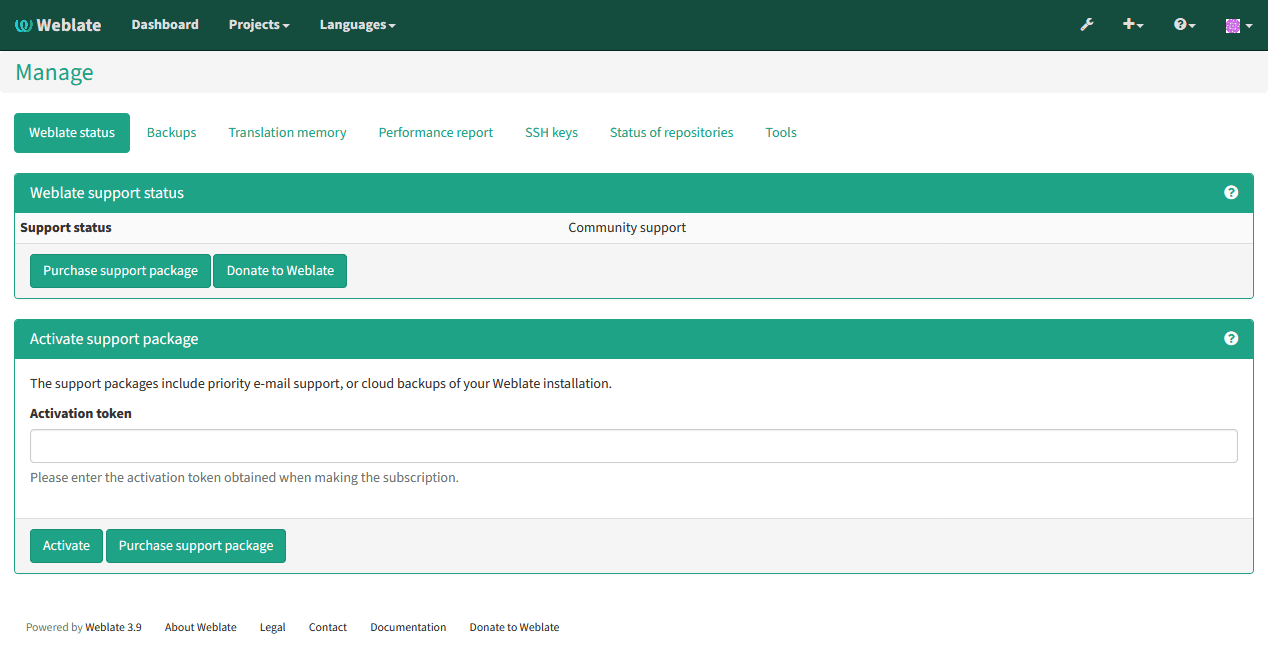 Weblate Dashboard Projects Languages
Manage
Weblate status Backups Translation memory Performance report SSH keys Status of repositories Tools
Weblate support status
Support status Community support
Purchase support package Donate to Weblate
Activate support package
The support packages include priority e-mail support, or cloud backups of your Weblate installation.
Activation token
Please enter the activation token obtained when making the subscription.
Activate Purchase support package
Powered by Weblate 3.9 About Weblate Legal Contact Documentation Donate to Weblate